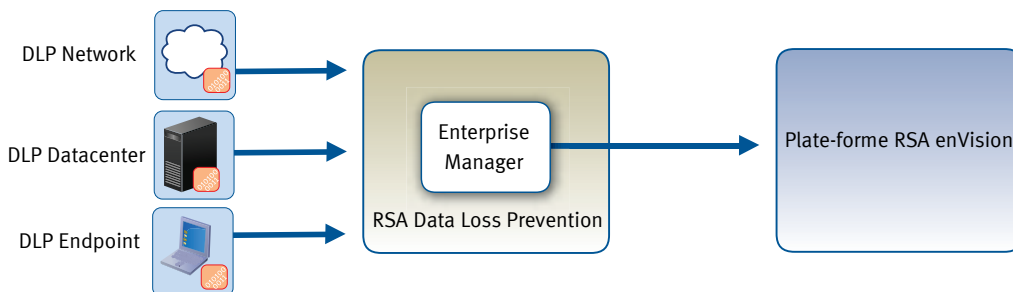 DLP Network
DLP Datacenter
DLP Endpoint
Enterprise
Manager
RSA Data Loss Prevention
Plate-forme RSA enVision